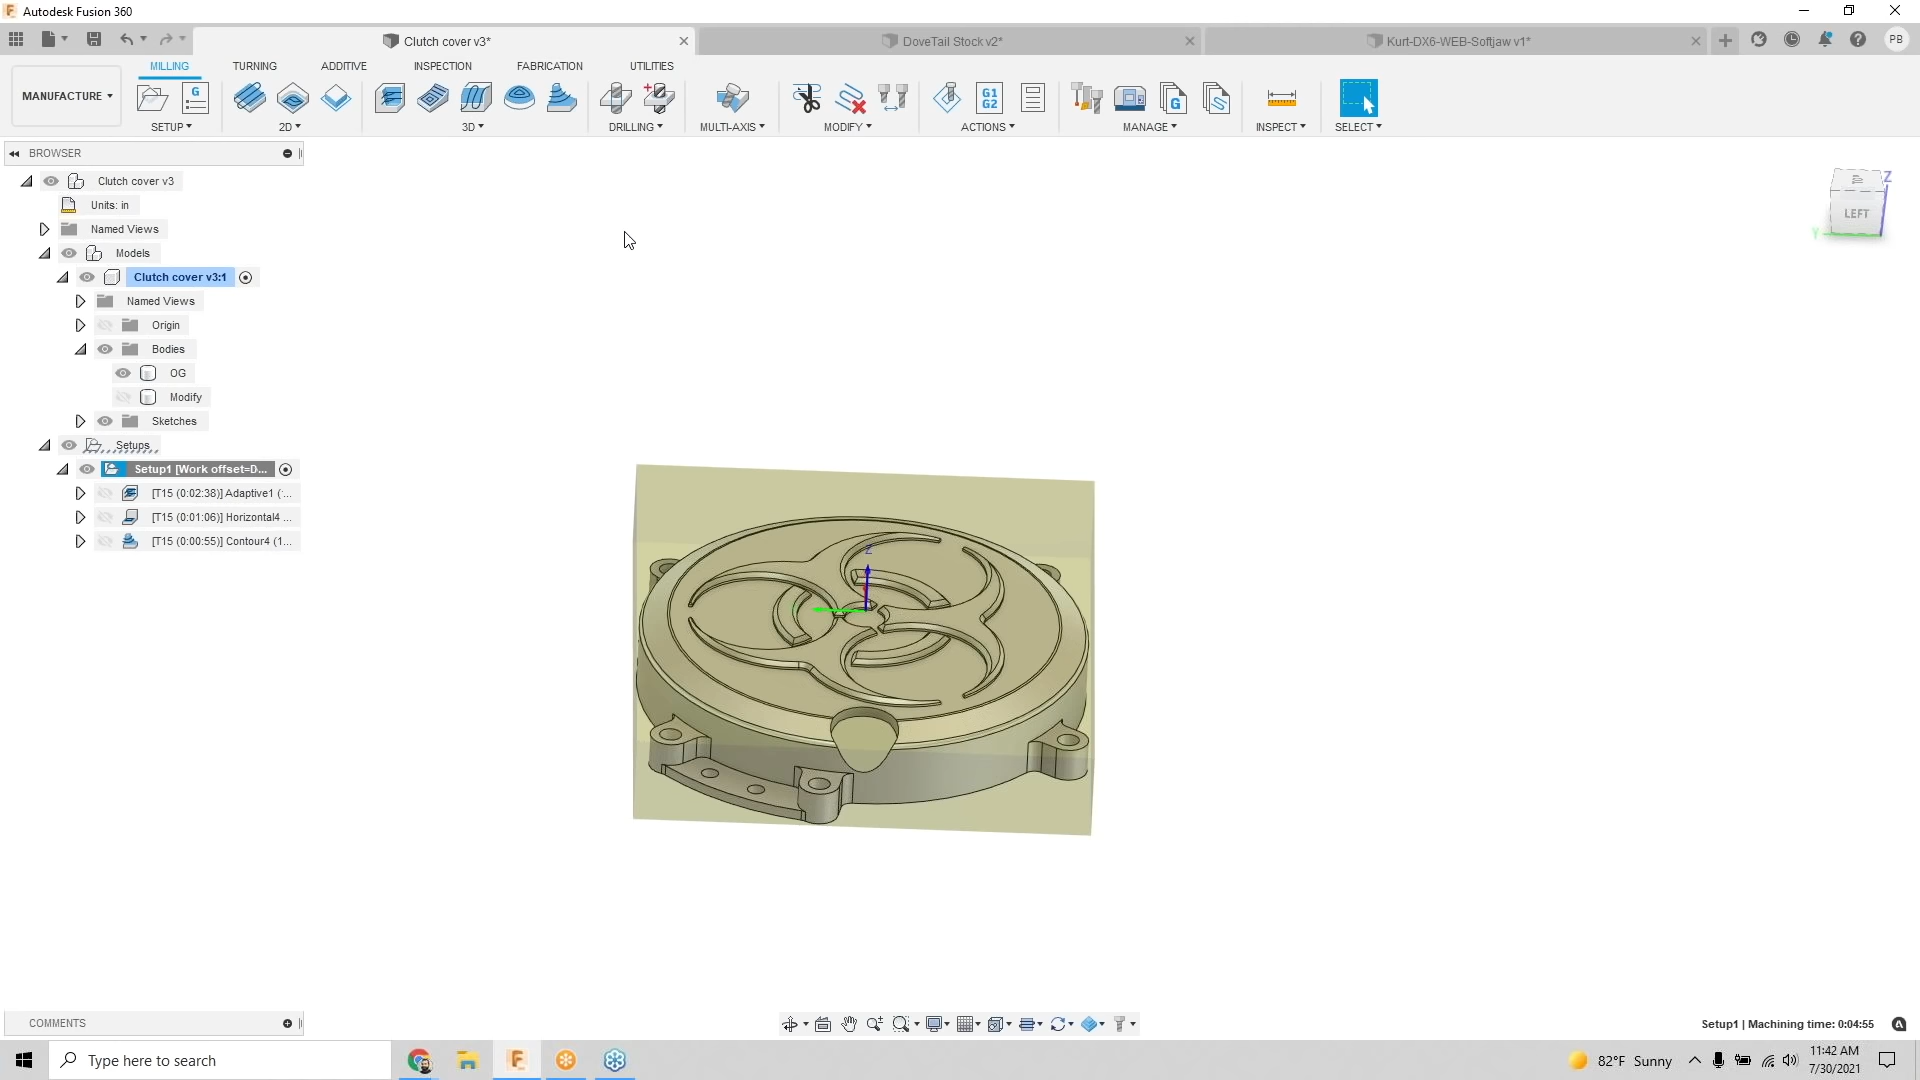 Autodesk Fusion 360
Clutch cover v3*
DoveTail Stock v2*
Kurt-DX6-WEB-Softjaw v1*
PB
MILLING
TURNING
ADDITIVE
INSPECTION
FABRICATION
UTILITIES
MANUFACTURE
SETUP
2D
3D
DRILLING
MULTI-AXIS
MODIFY
ACTIONS
MANAGE
INSPECT
SELECT
G1
G2
BROWSER
Clutch cover v3
Units: in
Named Views
Models
Clutch cover v3:1
Named Views
Origin
Bodies
OG
Modify
Sketches
Setups
Setup1 [Work offset=D...
[T15 (0:02:38)] Adaptive1 (...
[T15 (0:01:06)] Horizontal4 ...
[T15 (0:00:55)] Contour4 (1...
Z
LEFT
Y
Z
COMMENTS
Setup1 | Machining time: 0:04:55
Type here to search
82°F Sunny
11:42 AM
7/30/2021